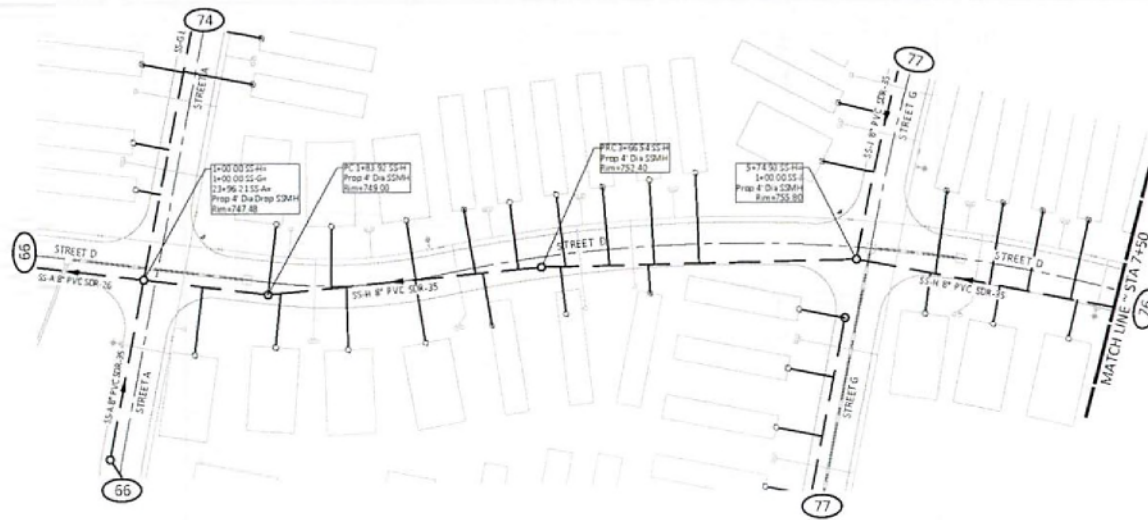 74
77
SS-G1
STREET A
SS-J 8" PVC SDR-35
STREET G
1+00.00 SS-H=
1+00.00 SS-G=
23+96.21 SS-A=
Prop 4' Dia Drop SSMH
Rim=747.48
PC 1+83.92 SS-H
Prop 4' Dia SSMH
Rim=749.00
PRC 3+66.54 SS-H
Prop 4' Dia SSMH
Rim=752.40
5+74.93 SS-H=
Prop 4' Dia SSMH
Rim=755.80
66
STREET D
SS-A 8" PVC SDR-26
STREET D
SS-H 8" PVC SDR-35
STREET D
SS-H 8" PVC SDR-35
MATCH LINE - STA 7+50
76
SS-A 8" PVC SDR-35
STREET A
STREET G
66
77